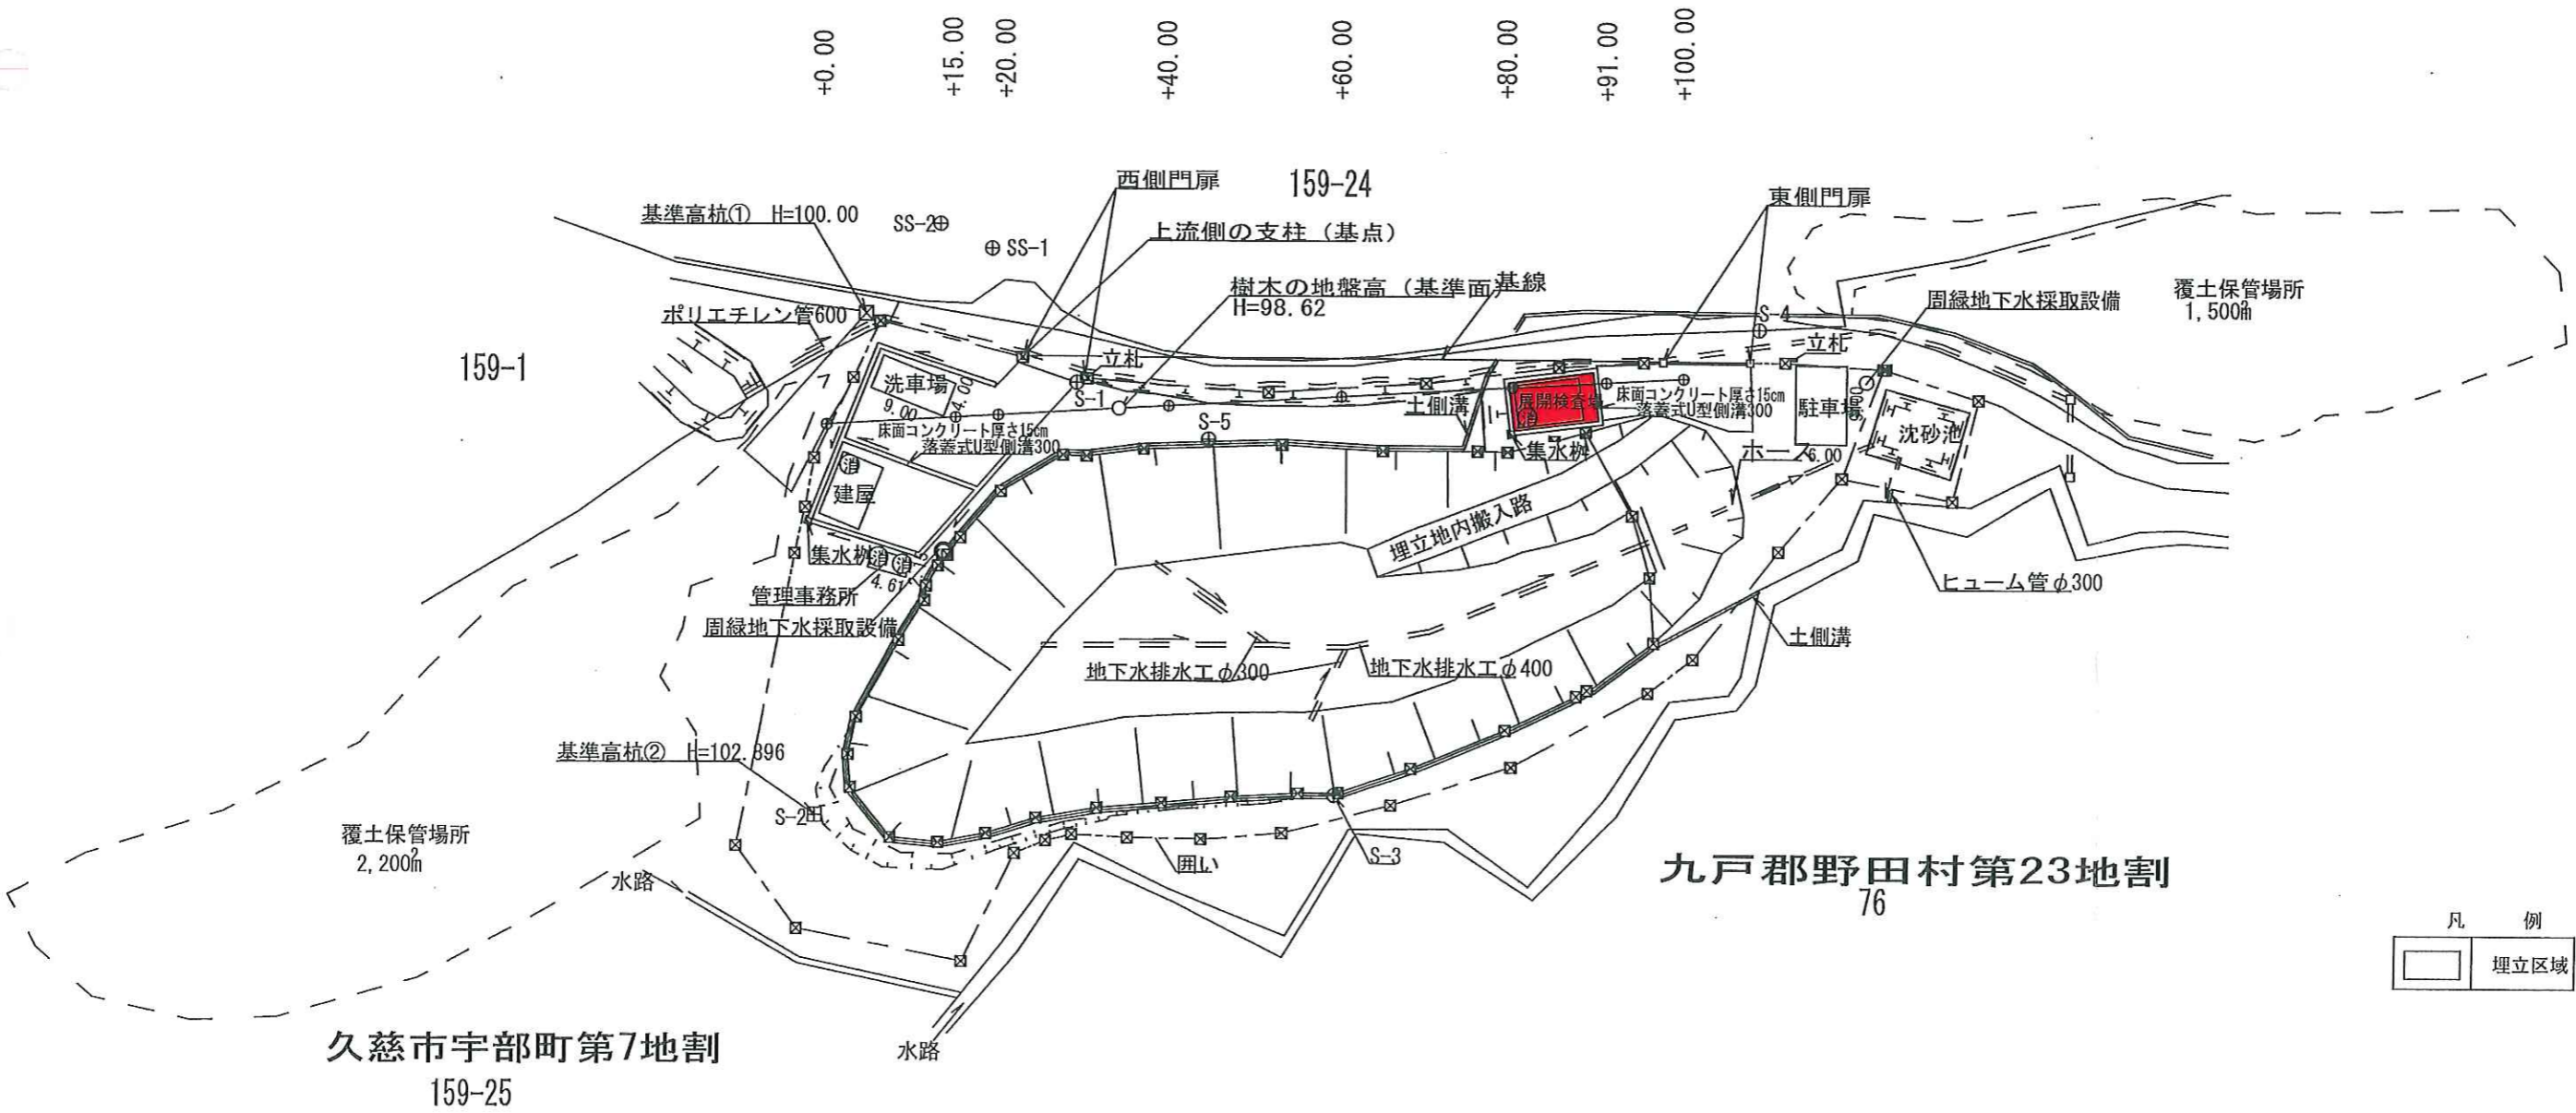 +0.00
+15.00
+20.00
+40.00
+60.00
+80.00
+91.00
+100.00
西側門扉
159-24
東側門扉
基準高杭① H=100.00
SS-2
SS-1
上流側の支柱（基点）
樹木の地盤高（基準面）
H=98.62
基線
周縁地下水採取設備
覆土保管場所
1,500㎡
ポリエチレン管600
159-1
S-4
立札
立札
洗車場
9.00
4.00
S-1
S-5
土側溝
展開検査場
消
床面コンクリート厚さ15cm
落蓋式U型側溝300
駐車場
沈砂池
床面コンクリート厚さ15cm
落蓋式U型側溝300
消
建屋
集水桝
ホース
6.00
埋立地内搬入路
集水桝
消
消
4.61
管理事務所
周縁地下水採取設備
ヒューム管φ300
土側溝
地下水排水工φ300
地下水排水工φ400
基準高杭② H=102.896
S-2
覆土保管場所
2,200㎡
水路
囲い
S-3
九戸郡野田村第23地割
76
凡 例
埋立区域
久慈市宇部町第7地割
159-25
水路